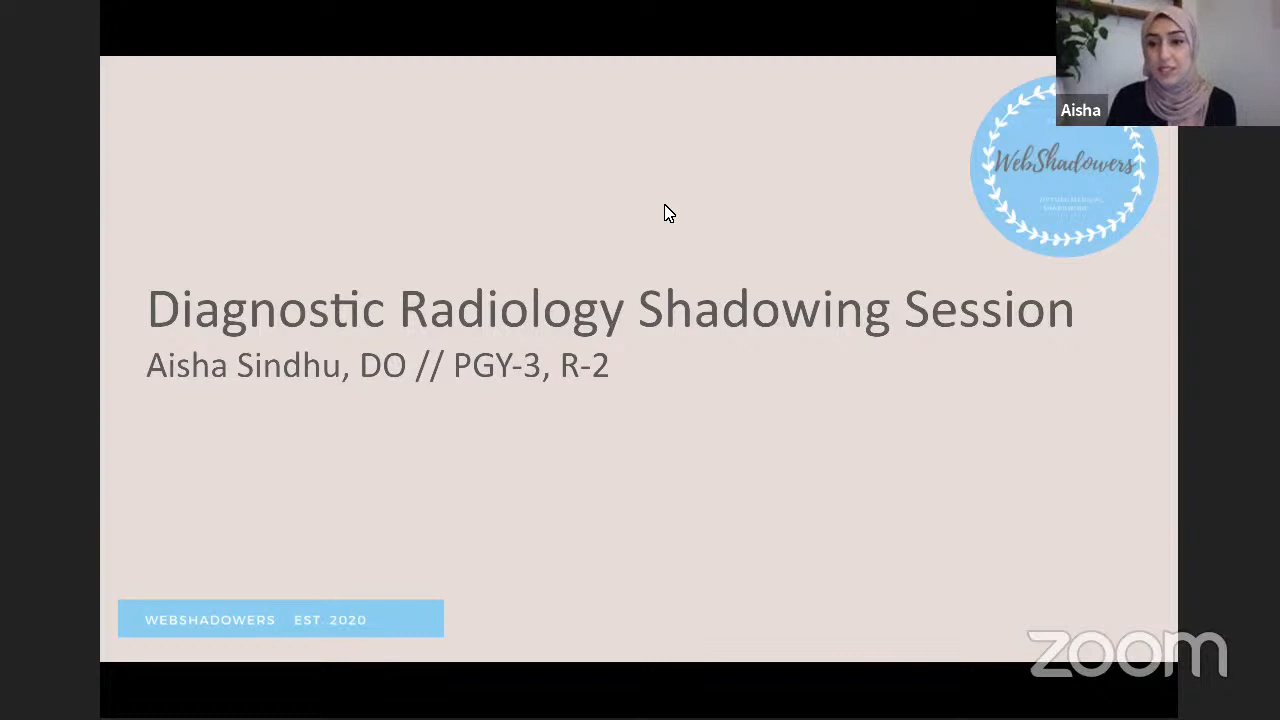 Aisha
WebShadowers
Diagnostic Radiology Shadowing Session
Aisha Sindhu, DO // PGY-3, R-2
WEBSHADOWERS EST. 2020
zoom